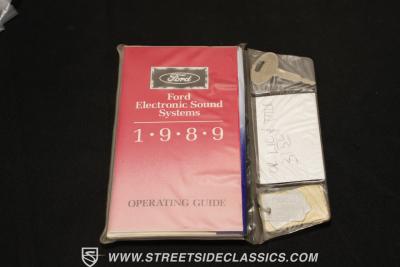 Ford
Ford
Electronic Sound
Systems
1•9•8•9
OPERATING GUIDE
WWW.STREETSIDECLASSICS.COM